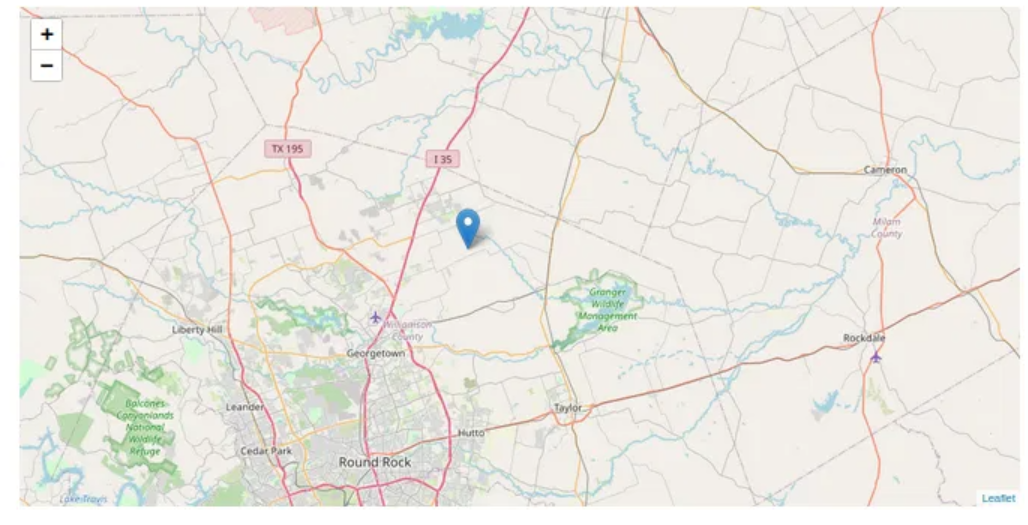 +
−
TX 195
I 35
Cameron
Milam
County
Granger
Wildlife
Management
Area
Williamson
County
Liberty Hill
Georgetown
Rockdale
Balcones
Canyonlands
National
Wildlife
Refuge
Leander
Taylor
Hutto
Cedar Park
Round Rock
Lake Travis
Leaflet